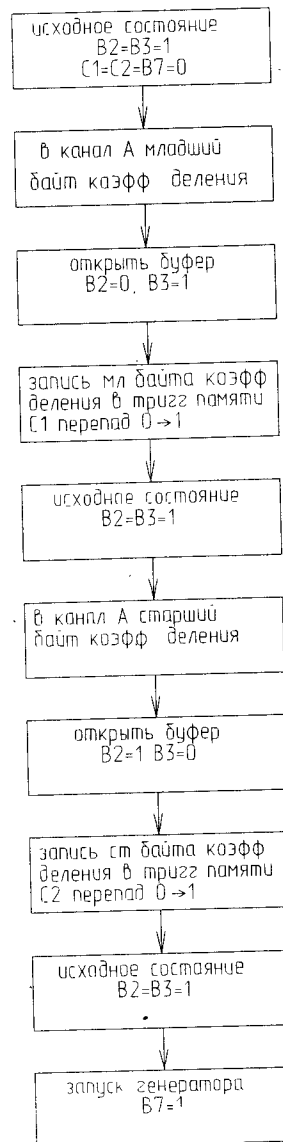 исходное состояние
B2=B3=1
C1=C2=B7=0
в канал А младший
байт коэфф деления
открыть буфер
B2=0, B3=1
запись мл байта коэфф
деления в тригг памяти
C1 перепад 0→1
исходное состояние
B2=B3=1
в канал А старший
байт коэфф деления
открыть буфер
B2=1 B3=0
запись ст байта коэфф
деления в тригг памяти
C2 перепад 0→1
исходное состояние
B2=B3=1
запуск генератора
B7=1